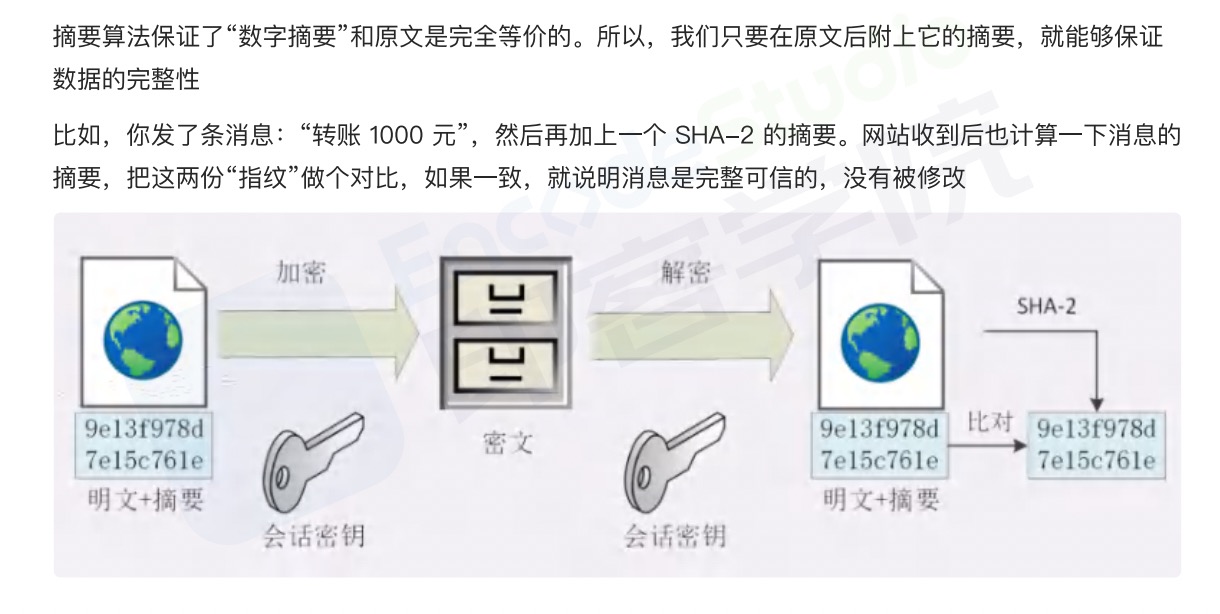 摘要算法保证了“数字摘要”和原文是完全等价的。所以，我们只要在原文后附上它的摘要，就能够保证
数据的完整性
比如，你发了条消息：“转账 1000 元”，然后再加上一个 SHA-2 的摘要。网站收到后也计算一下消息的
摘要，把这两份“指纹”做个对比，如果一致，就说明消息是完整可信的，没有被修改
加密
解密
SHA-2
9e13f978d
7e15c761e
明文+摘要
会话密钥
密文
会话密钥
9e13f978d
7e15c761e
明文+摘要
比对
9e13f978d
7e15c761e
Encode Studio
客学院